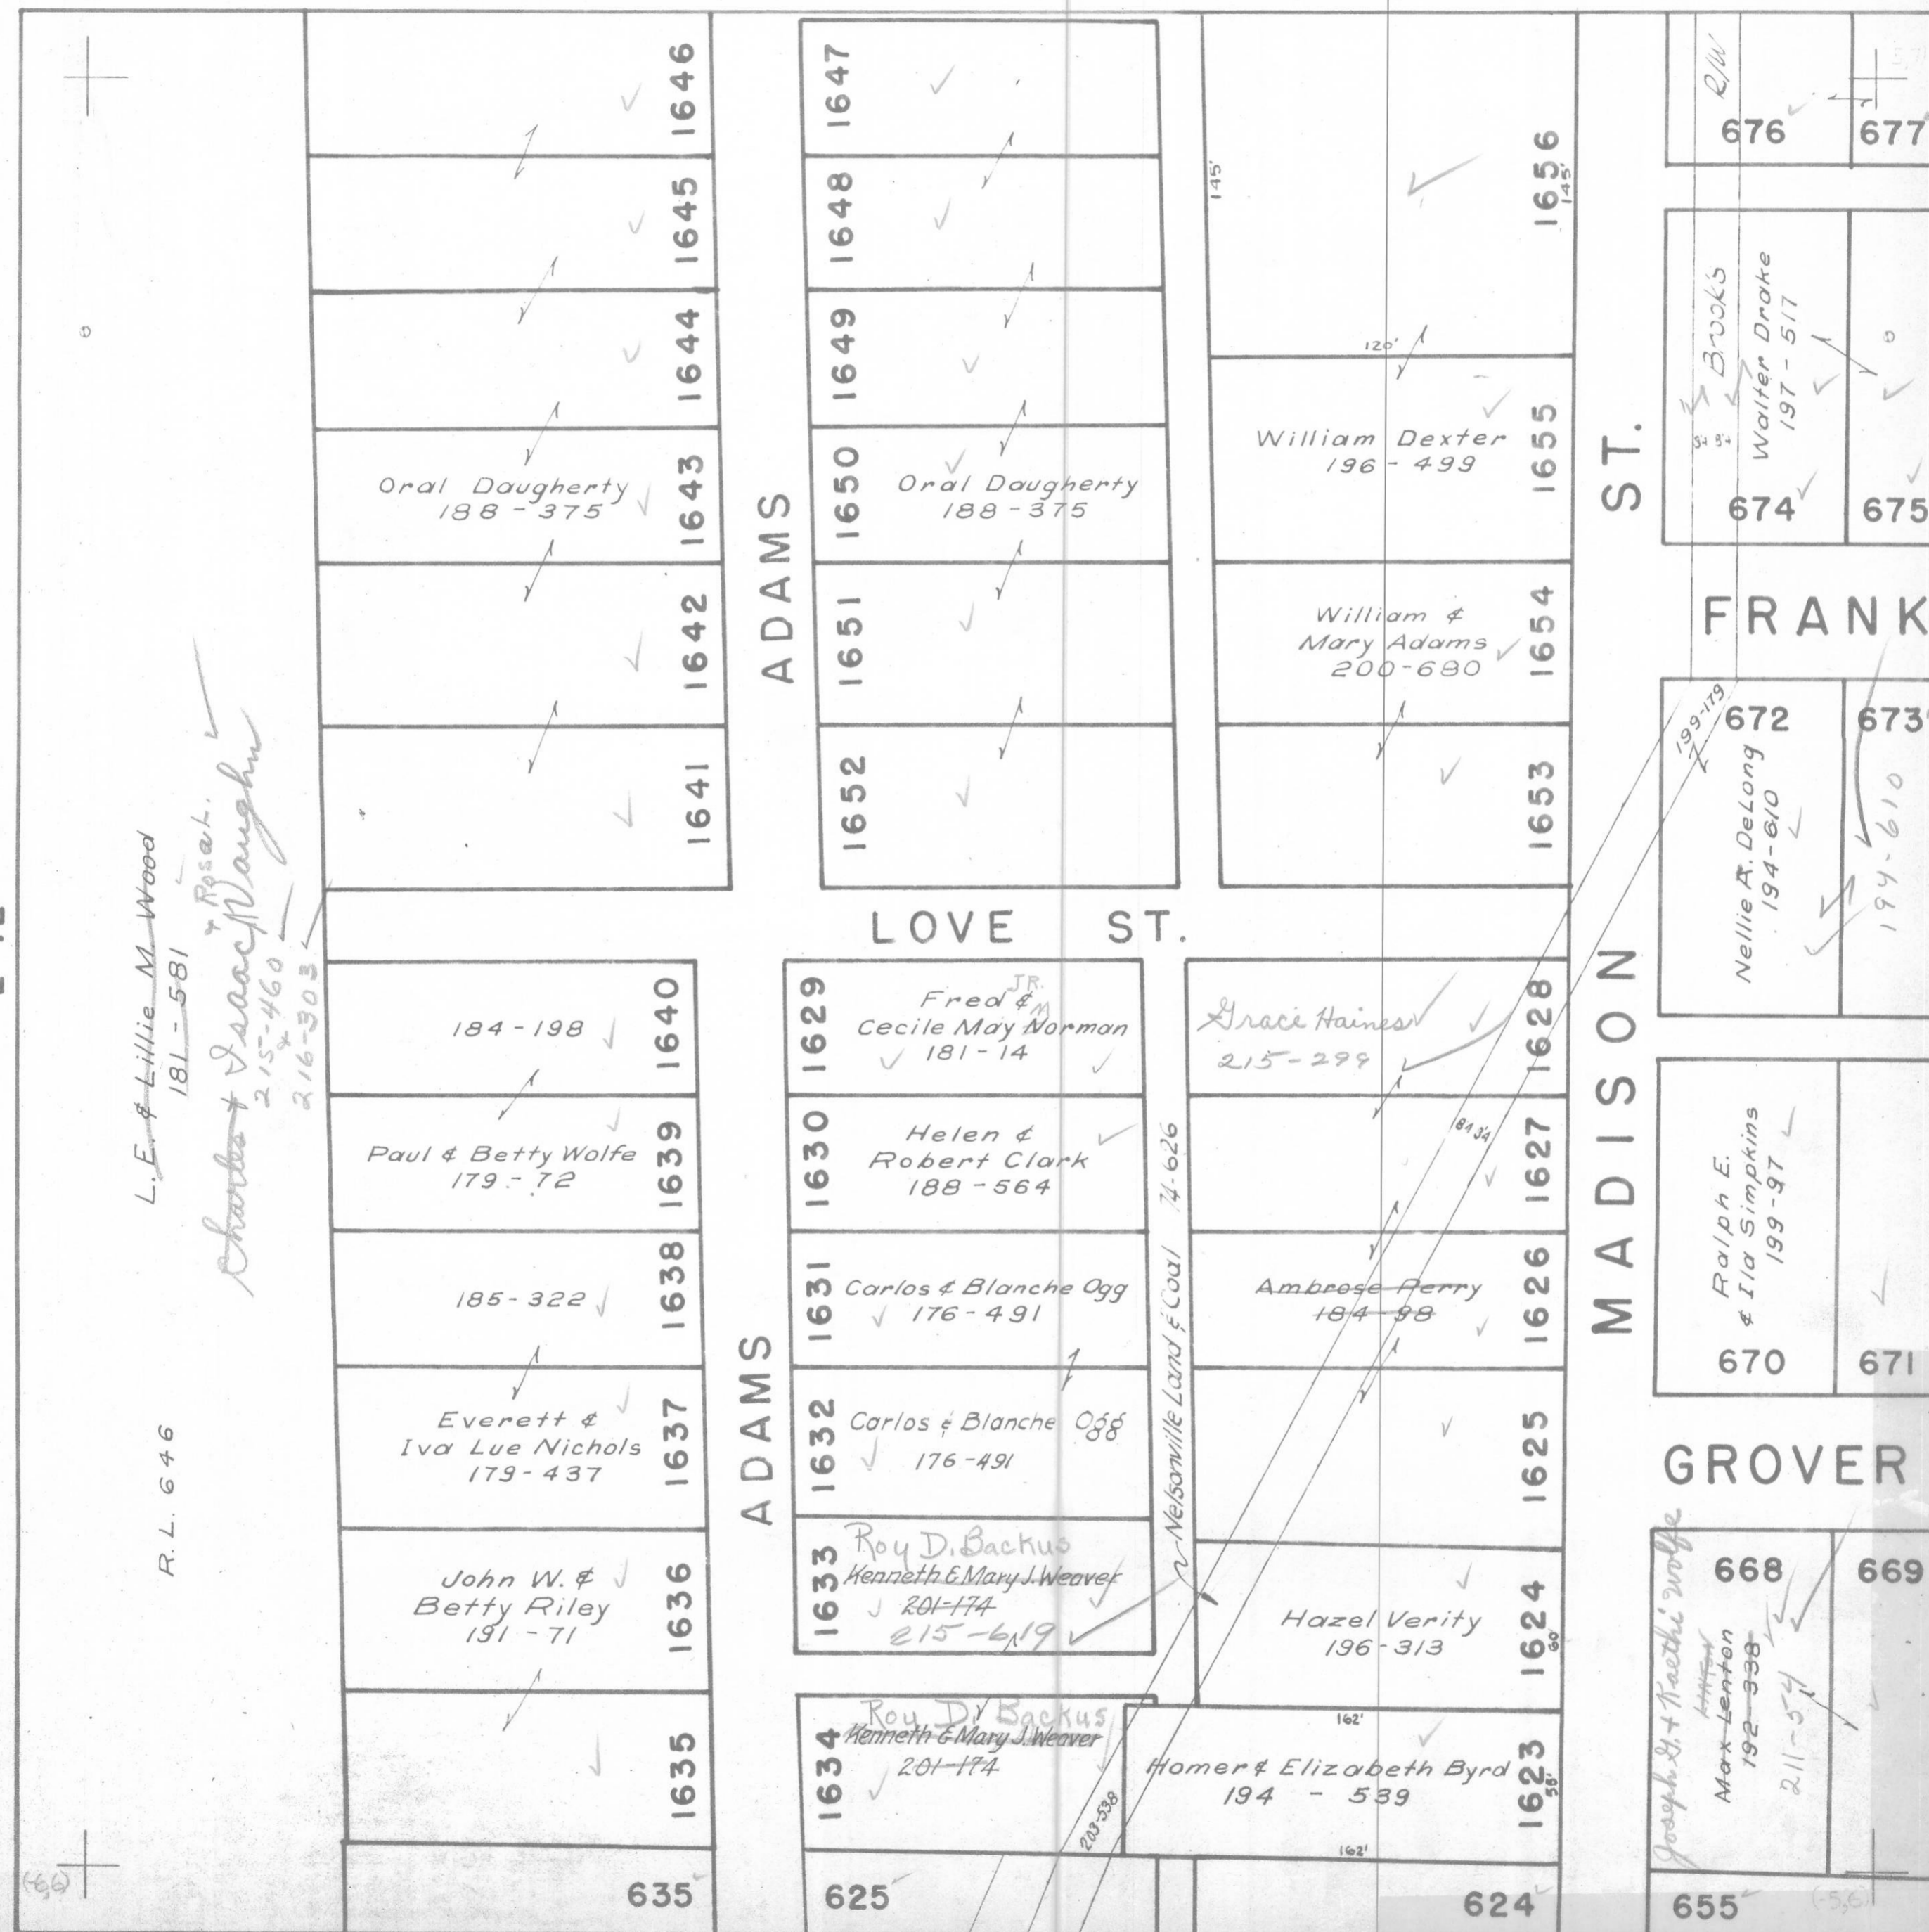 1646
1645
1644
Oral Daugherty
188-375
1643
1642
1641
ADAMS
1647
1648
1649
1650
Oral Daugherty
188-375
1651
1652
145'
1656
145'
120'
William Dexter
196-499
1655
William &
Mary Adams
200-680
1654
1653
ST.
MADISON
R/W
676
677
Brooks
Walter Drake
197-517
674
675
FRANK
199-179
672
673
Nellie A. DeLong
194-610
194-610
L.E. & Lillie M. Wood
181-581
Charles & Isaac Vaughn
215-460
&
216-303
R.L. 646
LOVE ST.
184-198
1640
Paul & Betty Wolfe
179-72
1639
185-322
1638
Everett &
Iva Lue Nichols
179-437
1637
John W. &
Betty Riley
191-71
1636
1635
635
ADAMS
1629
JR.
Fred &
M
Cecile May Norman
181-14
1630
Helen &
Robert Clark
188-564
1631
Carlos & Blanche Ogg
176-491
1632
Carlos & Blanche Ogg
176-491
1633
Roy D. Backus
Kenneth & Mary J. Weaver
201-174
215-619
1634
Roy D. Backus
Kenneth & Mary J. Weaver
201-174
625
Nelsonville Land & Coal 74-626
203-538
Grace Haines
215-299
1628
1627
Ambrose Perry
184-98
1626
1625
Hazel Verity
196-313
1624
60'
162'
Homer & Elizabeth Byrd
194 - 539
1623
162'
624
Ralph E.
& Ila Simpkins
199-97
670
671
GROVER
668
669
Max Lenton
192-338
655